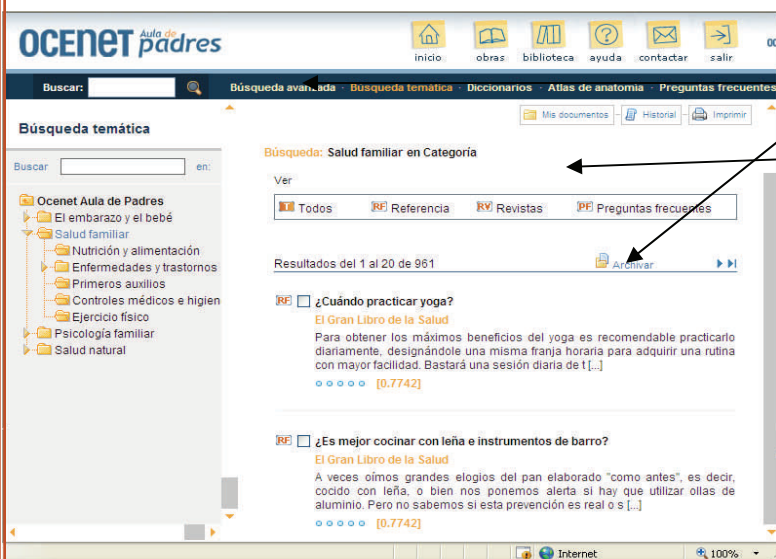 OCENET Aula de padres
inicio obras biblioteca ayuda contactar salir oc
Buscar: Búsqueda avanzada · Búsqueda temática · Diccionarios · Atlas de anatomía · Preguntas frecuentes
Mis documentos Historial Imprimir
Búsqueda temática
Buscar en:
Ocenet Aula de Padres
El embarazo y el bebé
Salud familiar
Nutrición y alimentación
Enfermedades y trastornos
Primeros auxilios
Controles médicos e higien
Ejercicio físico
Psicología familiar
Salud natural
Búsqueda: Salud familiar en Categoría
Ver
T Todos RF Referencia RV Revistas PF Preguntas frecuentes
Resultados del 1 al 20 de 961 Archivar
RF ¿Cuándo practicar yoga?
El Gran Libro de la Salud
Para obtener los máximos beneficios del yoga es recomendable practicarlo
diariamente, designándole una misma franja horaria para adquirir una rutina
con mayor facilidad. Bastará una sesión diaria de t [...]
[0.7742]
RF ¿Es mejor cocinar con leña e instrumentos de barro?
El Gran Libro de la Salud
A veces oímos grandes elogios del pan elaborado "como antes", es decir,
cocido con leña, o bien nos ponemos alerta si hay que utilizar ollas de
aluminio. Pero no sabemos si esta prevención es real o s [...]
[0.7742]
Internet 100%